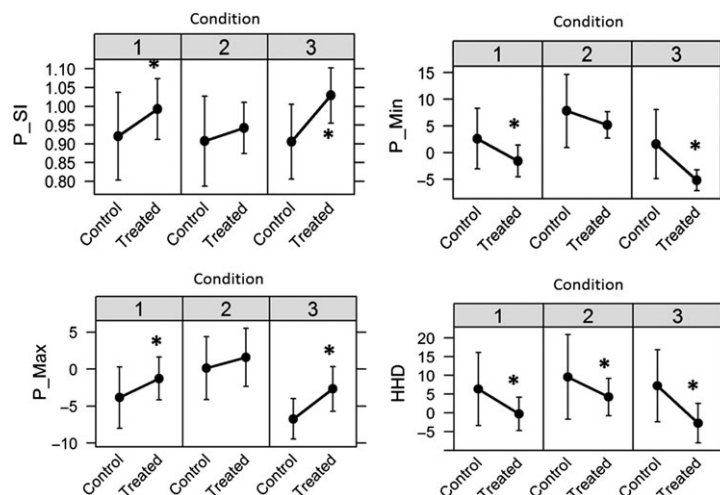 Condition
1 2 3
*
1.10
1.05
1.00
0.95
0.90
0.85
0.80
P_SI
*
Control Treated Control Treated Control Treated
Condition
1 2 3
15
10
5
0
−5
P_Min
* *
Control Treated Control Treated Control Treated
Condition
1 2 3
5
0
−5
−10
P_Max
* *
Control Treated Control Treated Control Treated
Condition
1 2 3
20
15
10
5
0
−5
HHD
* * *
Control Treated Control Treated Control Treated